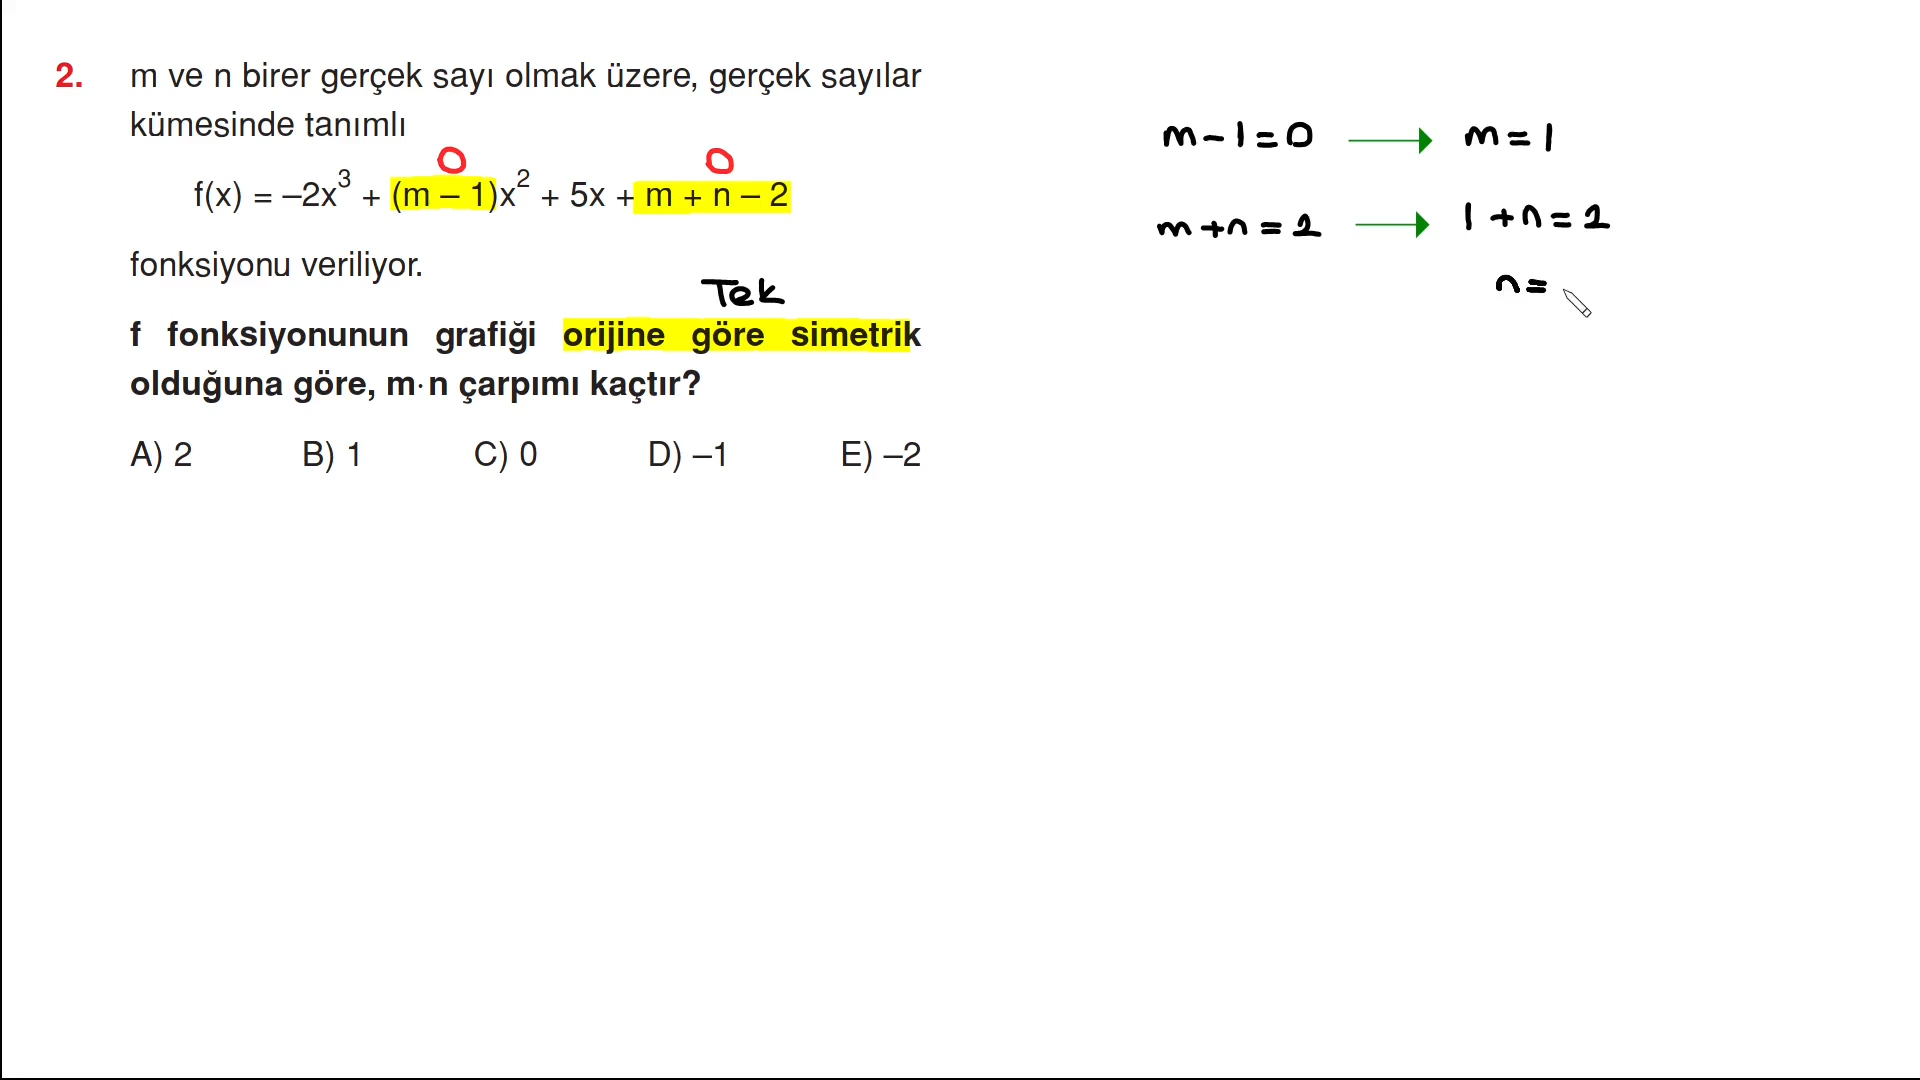 2. m ve n birer gerçek sayı olmak üzere, gerçek sayılar
kümesinde tanımlı
0 0
f(x) = –2x³ + (m – 1)x² + 5x + m + n – 2
fonksiyonu veriliyor.
Tek
f fonksiyonunun grafiği orijine göre simetrik
olduğuna göre, m·n çarpımı kaçtır?
A) 2 B) 1 C) 0 D) –1 E) –2
m-1=0 → m=1
m+n=2 → 1+n=2
n=